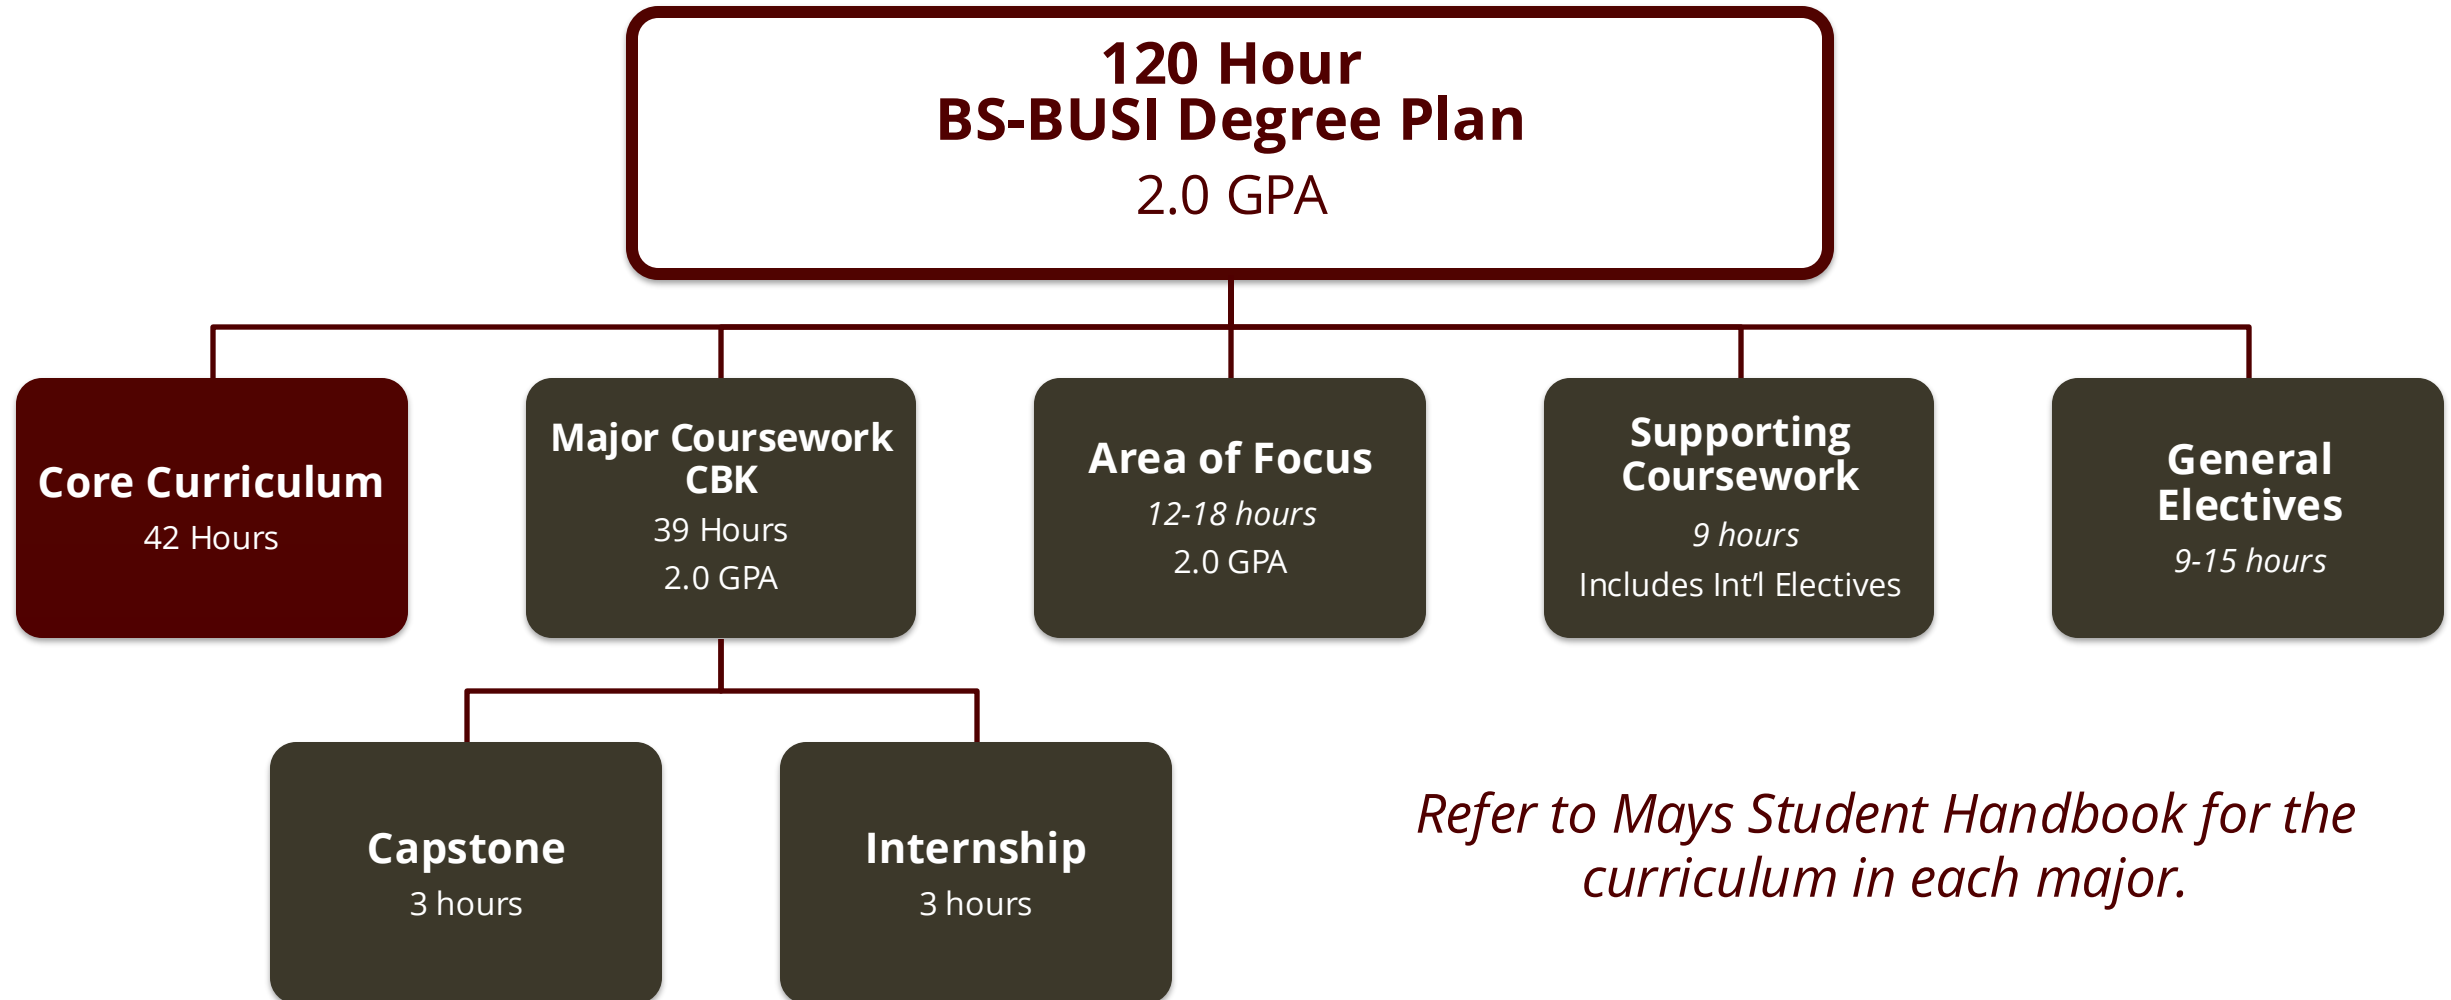 120 Hour
BS-BUSI Degree Plan
2.0 GPA
Core Curriculum
42 Hours
Major Coursework
CBK
39 Hours
2.0 GPA
Area of Focus
12-18 hours
2.0 GPA
Supporting
Coursework
9 hours
Includes Int’l Electives
General
Electives
9-15 hours
Capstone
3 hours
Internship
3 hours
Refer to Mays Student Handbook for the
curriculum in each major.